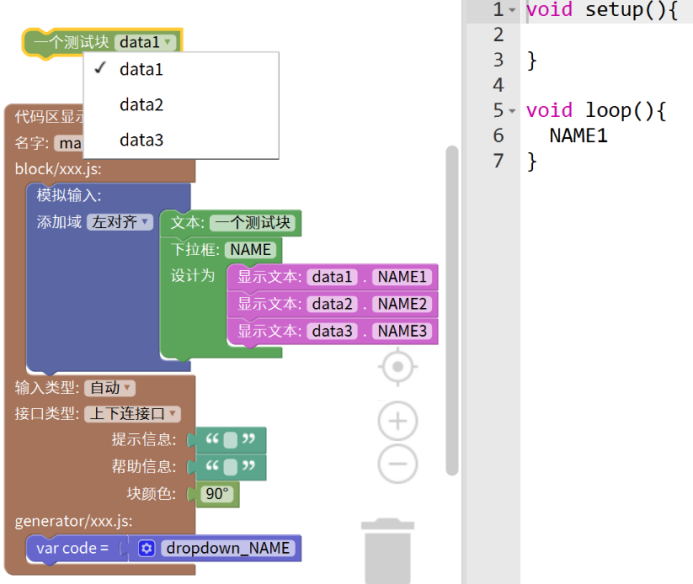 一个测试块 data1
✓ data1
data2
data3
代码区显示
名字: ma
block/xxx.js:
模拟输入:
添加域 左对齐
文本: 一个测试块
下拉框: NAME
设计为
显示文本: data1 . NAME1
显示文本: data2 . NAME2
显示文本: data3 . NAME3
输入类型: 自动
接口类型: 上下连接口
提示信息: “ ”
帮助信息: “ ”
块颜色: 90°
generator/xxx.js:
var code = dropdown_NAME
1 void setup(){
2
3 }
4
5 void loop(){
6 NAME1
7 }